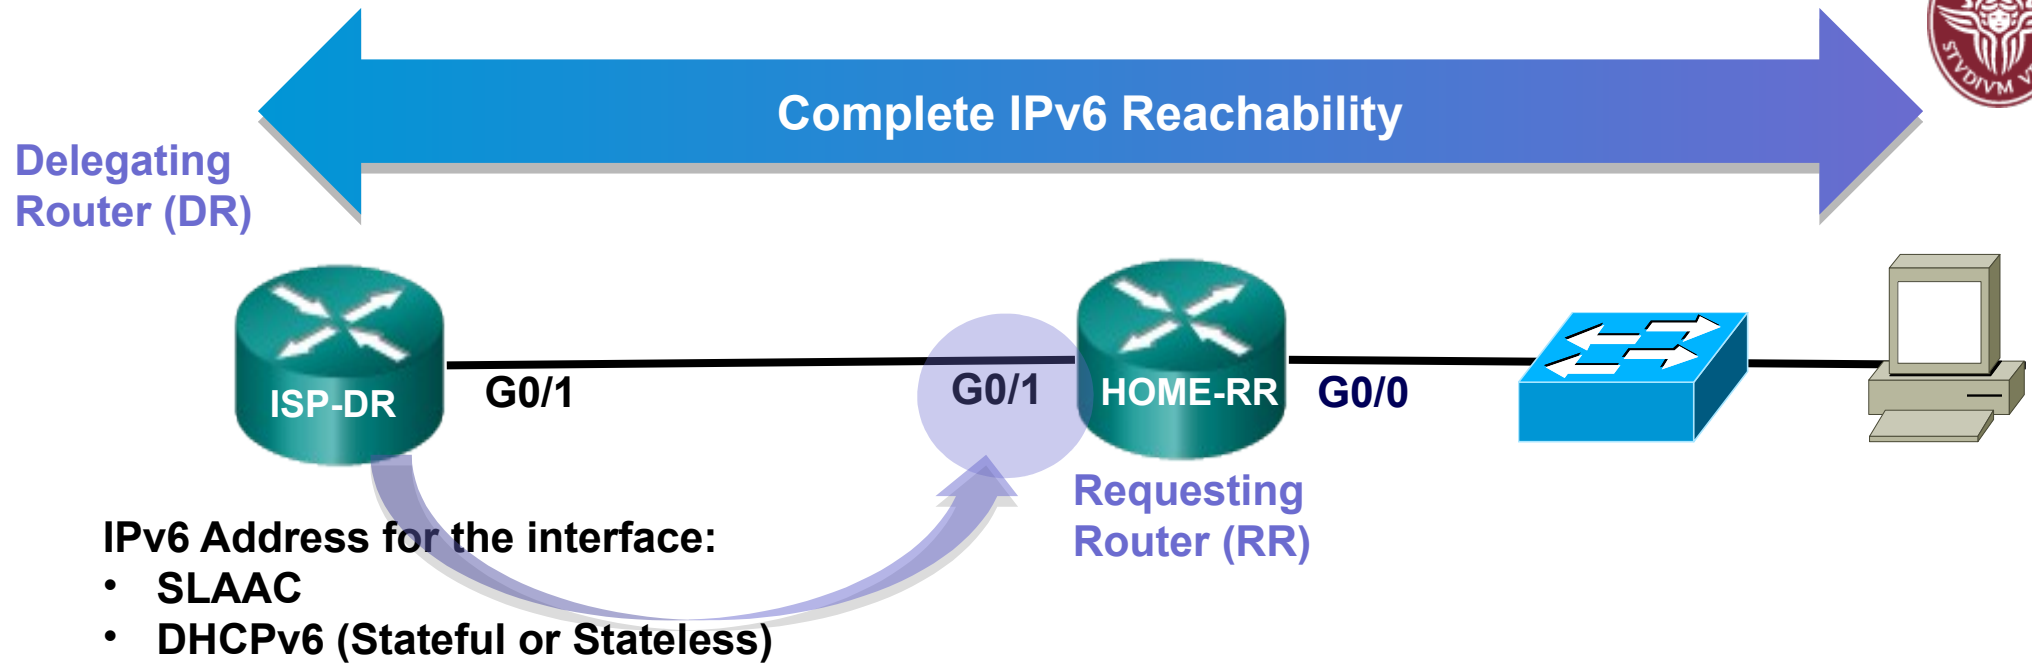 Complete IPv6 Reachability
Delegating
Router (DR)
ISP-DR
G0/1
G0/1
HOME-RR
G0/0
Requesting
Router (RR)
IPv6 Address for the interface:
• SLAAC
• DHCPv6 (Stateful or Stateless)
STVDIVM